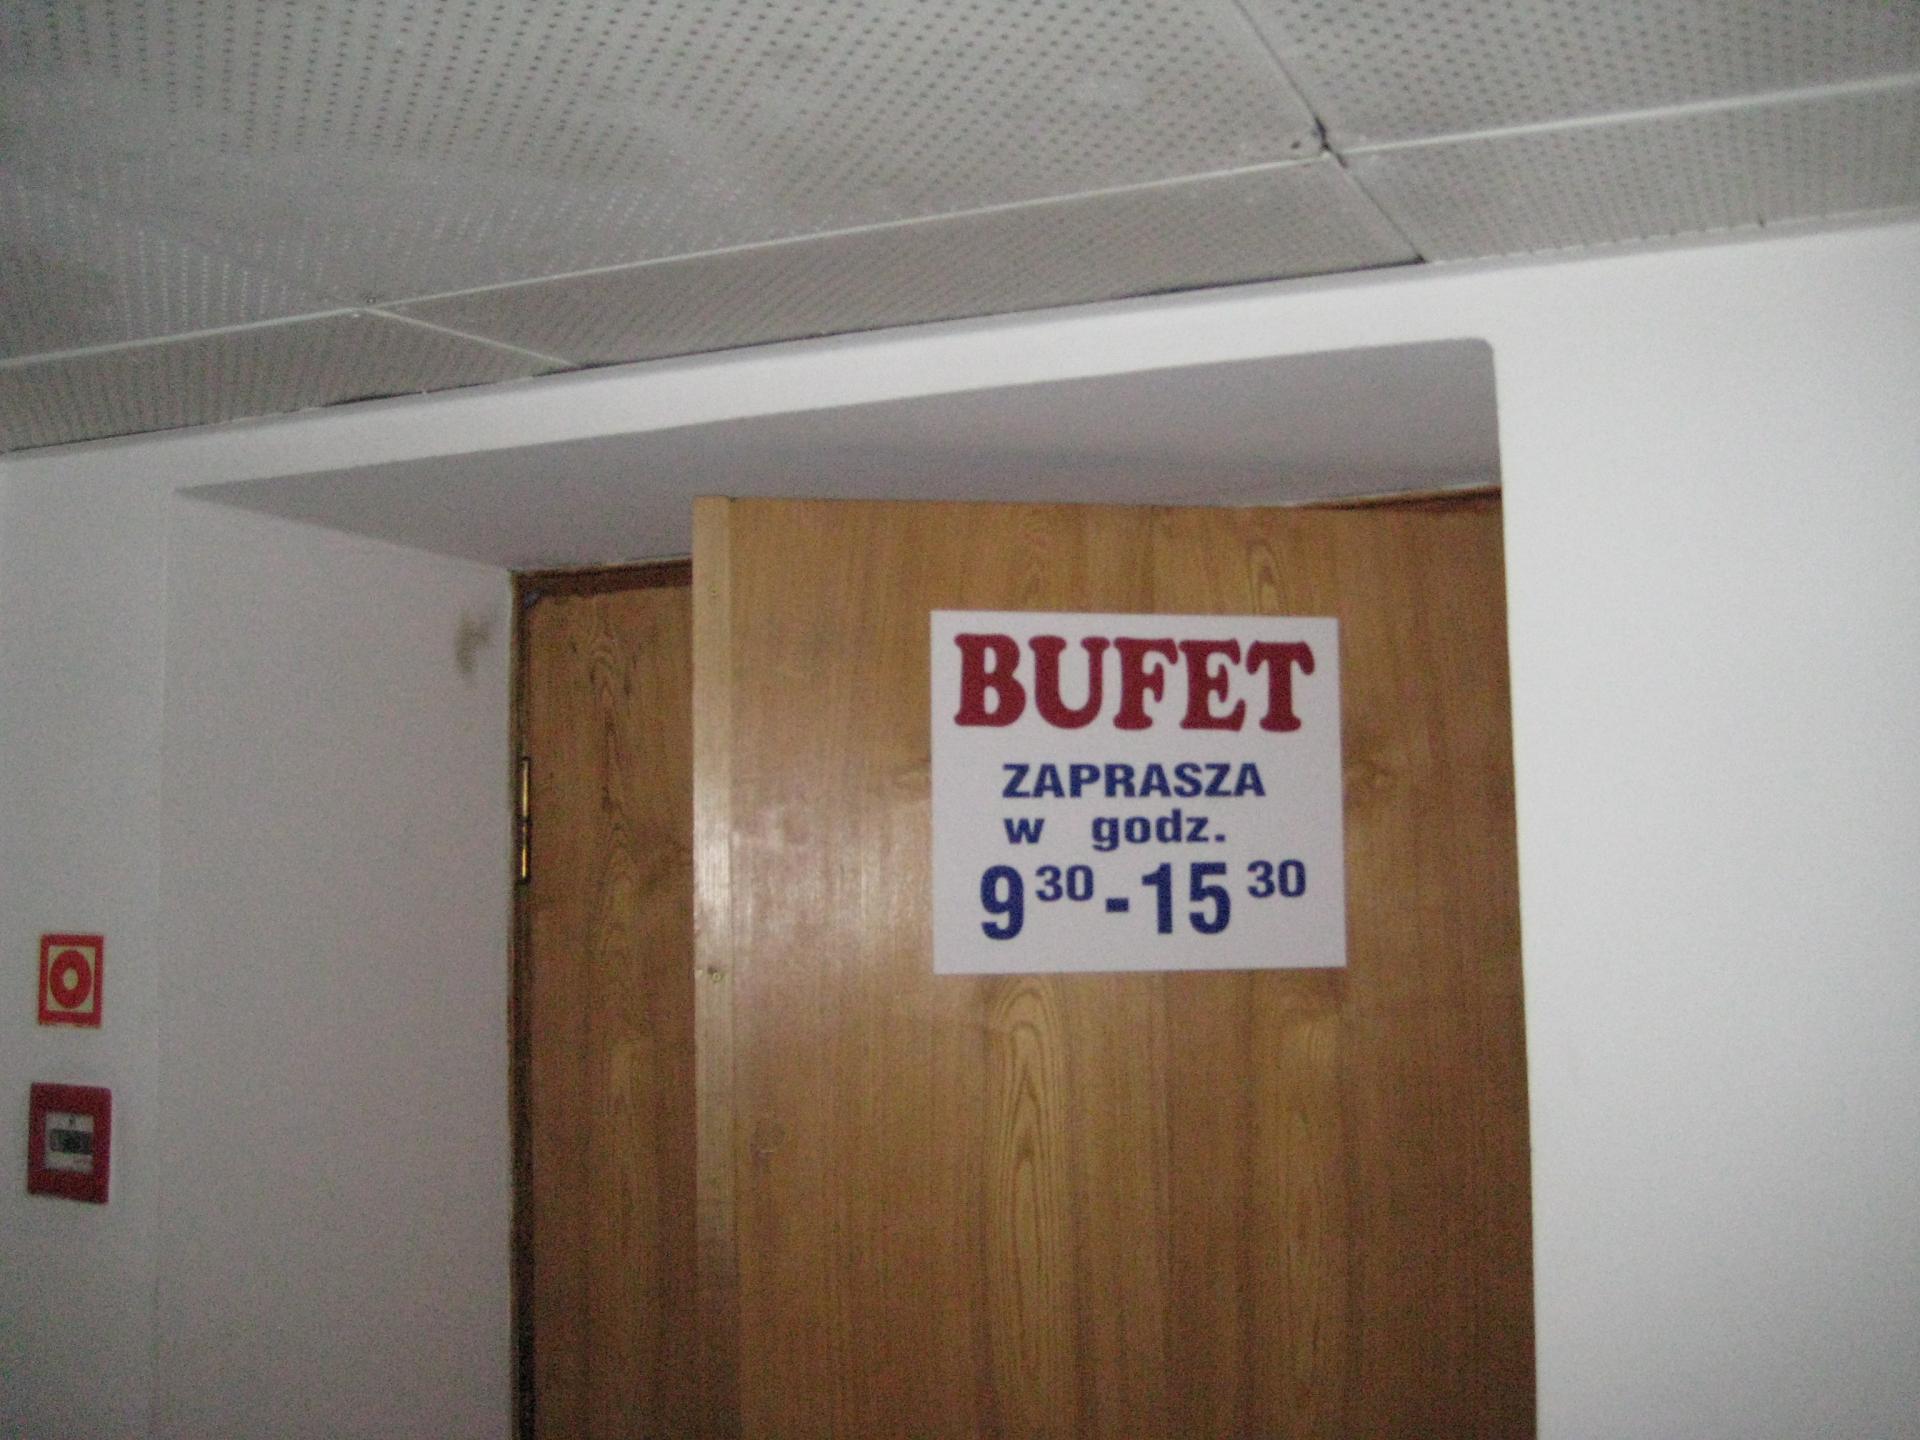 BUFET
ZAPRASZA
w godz.
9 30 - 15 30